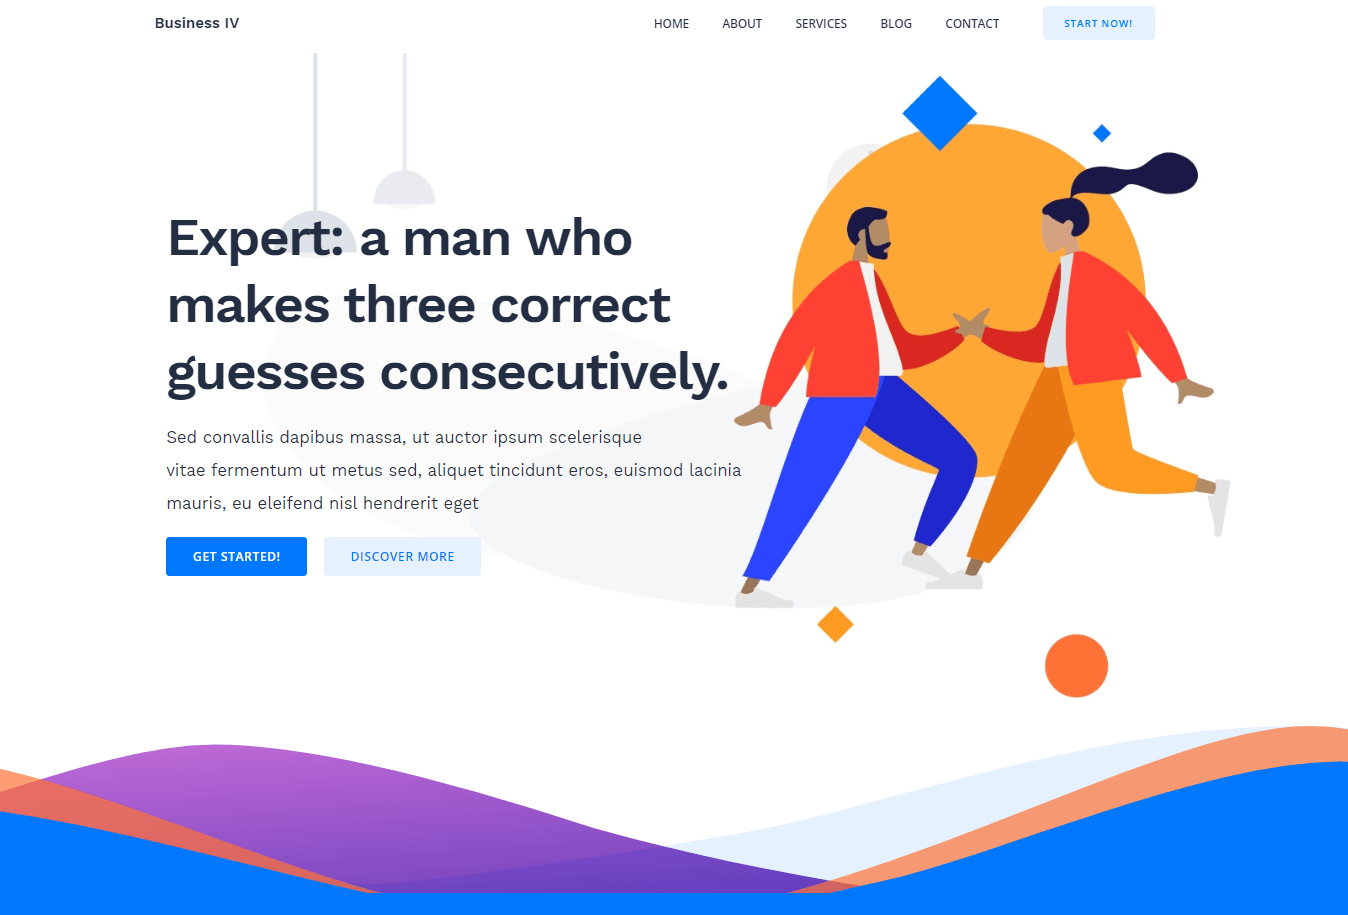 Business IV
HOME ABOUT SERVICES BLOG CONTACT START NOW!
Expert: a man who
makes three correct
guesses consecutively.
Sed convallis dapibus massa, ut auctor ipsum scelerisque
vitae fermentum ut metus sed, aliquet tincidunt eros, euismod lacinia
mauris, eu eleifend nisl hendrerit eget
GET STARTED! DISCOVER MORE